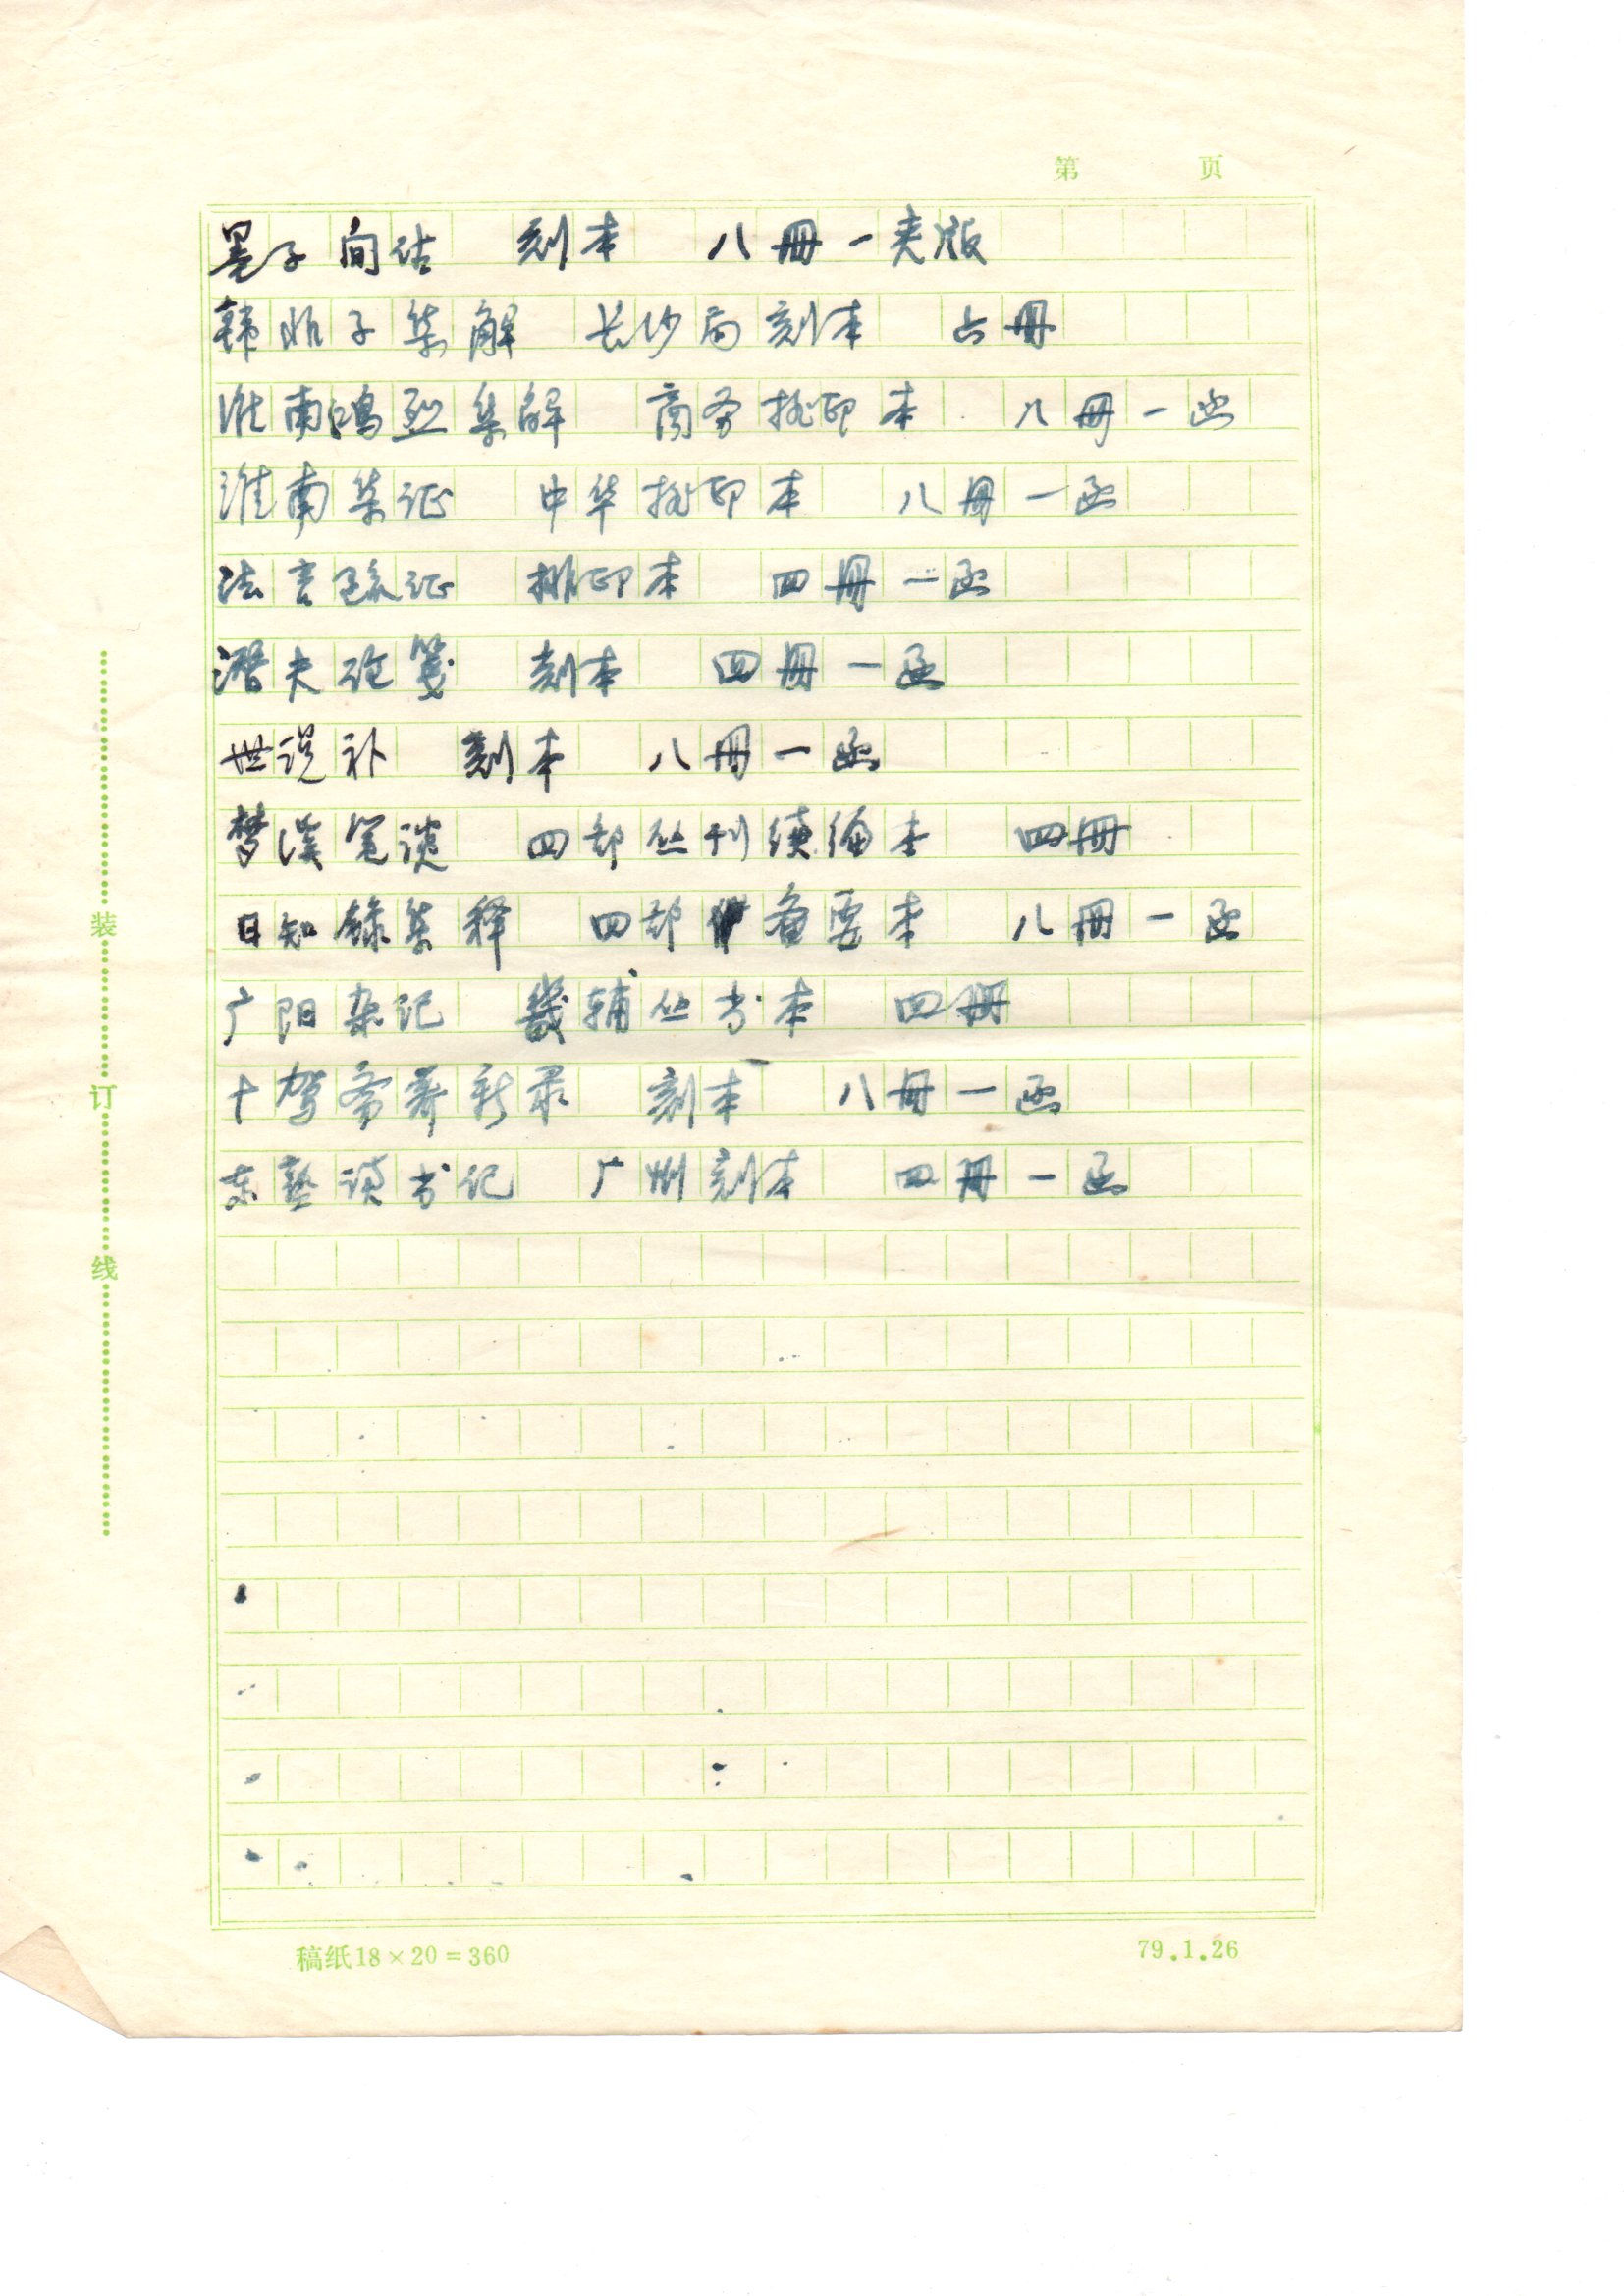 第 页
墨子间诂 刻本 八册一夹版
韩非子集解 长沙局刻本 六册
淮南鸿烈集解 商务排印本 八册一函
淮南集证 中华排印本 八册一函
法言疏证 排印本 四册一函
潜夫论笺 刻本 四册一函
世说补 刻本 八册一函
梦溪笔谈 四部丛刊续编本 四册
日知录集释 四部备要本 八册一函
广阳杂记 畿辅丛书本 四册
十驾斋养新录 刻本 八册一函
东塾读书记 广州刻本 四册一函
装
订
线
稿纸18×20=360 79.1.26